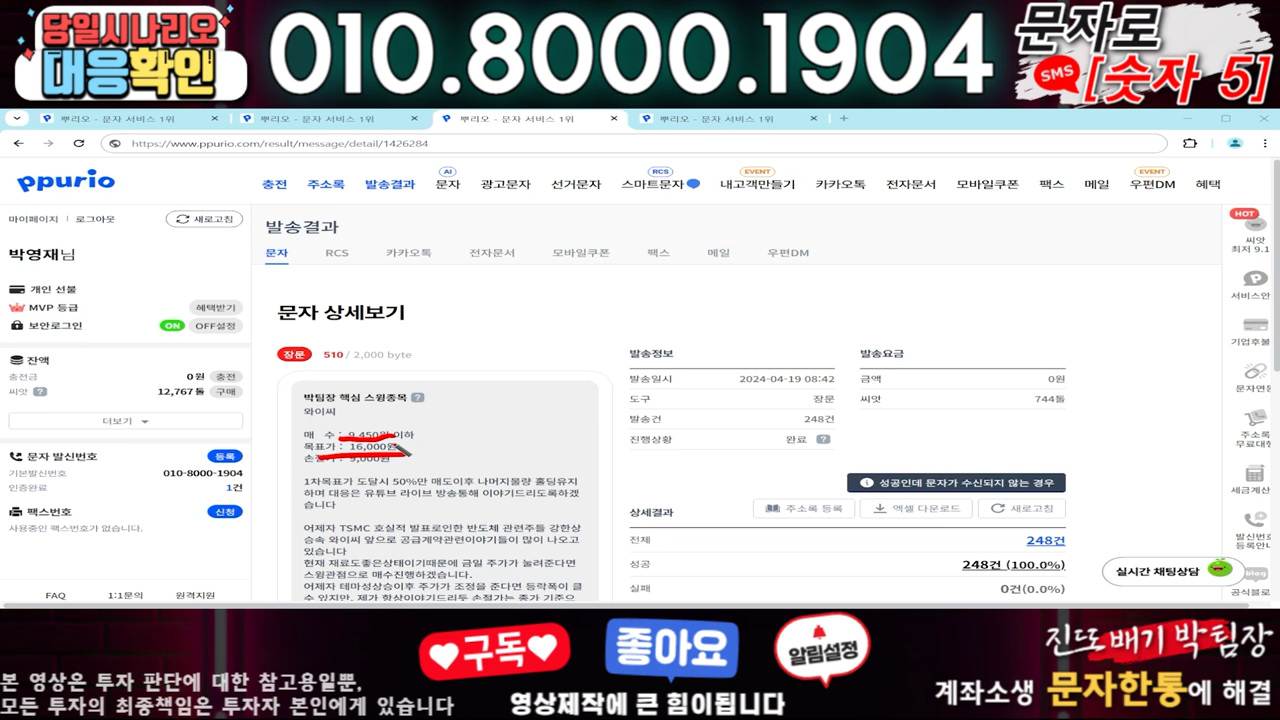 당일시나리오
대응확인
010.8000.1904
문자로
SMS [숫자 5]
뿌리오 - 문자 서비스 1위
뿌리오 - 문자 서비스 1위
뿌리오 - 문자 서비스 1위
뿌리오 - 문자 서비스 1위
https://www.ppurio.com/result/message/detail/1426284
AI RCS EVENT EVENT
ppurio 충전 주소록 발송결과 문자 광고문자 선거문자 스마트문자 내고객만들기 카카오톡 전자문서 모바일쿠폰 팩스 메일 우편DM 혜택
마이페이지 | 로그아웃 새로고침
박영재님
개인 선불
MVP 등급 혜택받기
보안로그인 ON OFF설정
잔액
충전금 0원 충전
씨앗 ? 12,767톨 구매
더보기
문자 발신번호 등록
기본발신번호 010-8000-1904
인증완료 1건
팩스번호 신청
사용중인 팩스번호가 없습니다.
FAQ 1:1문의 원격지원
발송결과
문자 RCS 카카오톡 전자문서 모바일쿠폰 팩스 메일 우편DM
문자 상세보기
장문 510 / 2,000 byte
박팀장 핵심 스윙종목 ?
와이씨
매 수 : 9,450원 이하
목표가 : 16,000원
손절가 : 9,000원
1차목표가 도달시 50%만 매도이후 나머지물량 홀딩유지
하며 대응은 유튜브 라이브 방송통해 이야기드리도록하겠
습니다
어제자 TSMC 호실적 발표로인한 반도체 관련주들 강한상
승속 와이씨 앞으로 공급계약관련이야기들이 많이 나오고
있습니다
현재 재료도좋은상태이기때문에 금일 주가가 눌려준다면
스윙관점으로 매수진행하겠습니다.
어제자 테마성상승이후 주가가 조정을 준다면 등락폭이 클
수 있지만, 제가 항상이야기드리듯 손절가는 종가 기준으
발송정보
발송일시 2024-04-19 08:42
도구 장문
발송건 248건
진행상황 완료 ?
발송요금
금액 0원
씨앗 744톨
성공인데 문자가 수신되지 않는 경우
상세결과 주소록 등록 엑셀 다운로드 새로고침
전체 248건
성공 248건 (100.0%)
실패 0건(0.0%)
HOT
씨앗
최저 9.1
서비스안
기업후불
문자연동
주소록
무료대행
세금계산
발신번호
등록안내
blog
공식블로
실시간 채팅상담
본 영상은 투자 판단에 대한 참고용일뿐,
모든 투자의 최종책임은 투자자 본인에게 있습니다
구독
좋아요
알림설정
영상제작에 큰 힘이됩니다
진또배기 박팀장
계좌소생 문자한통에 해결